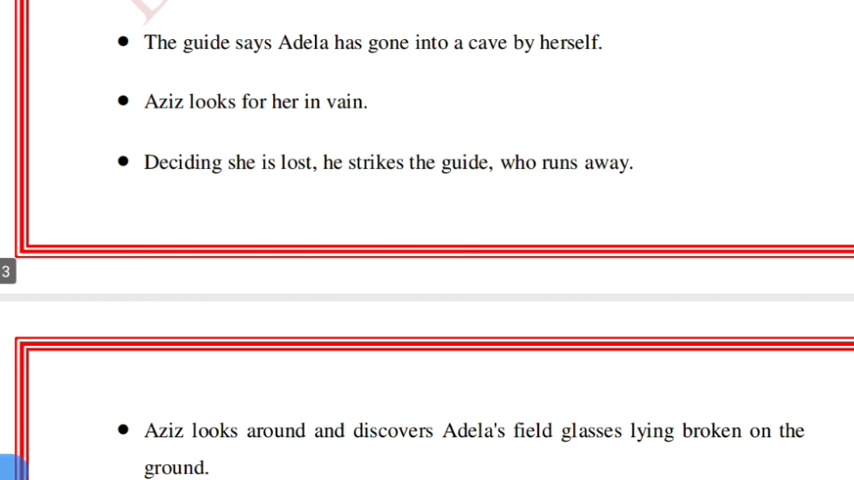 ● The guide says Adela has gone into a cave by herself.
● Aziz looks for her in vain.
● Deciding she is lost, he strikes the guide, who runs away.
3
● Aziz looks around and discovers Adela's field glasses lying broken on the
ground.